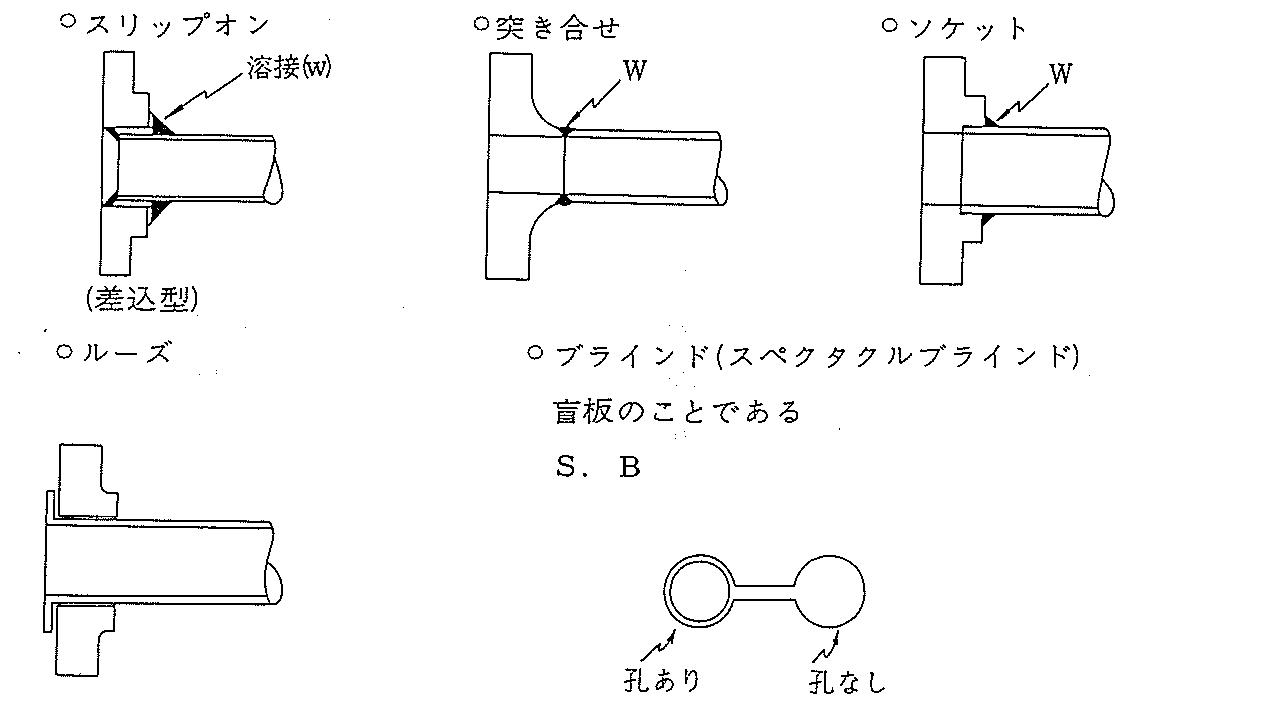 ○スリップオン
溶接(w)
(差込型)
○突き合せ
W
○ソケット
W
○ルーズ
○ブラインド(スペクタクルブラインド)
盲板のことである
S. B
孔あり
孔なし